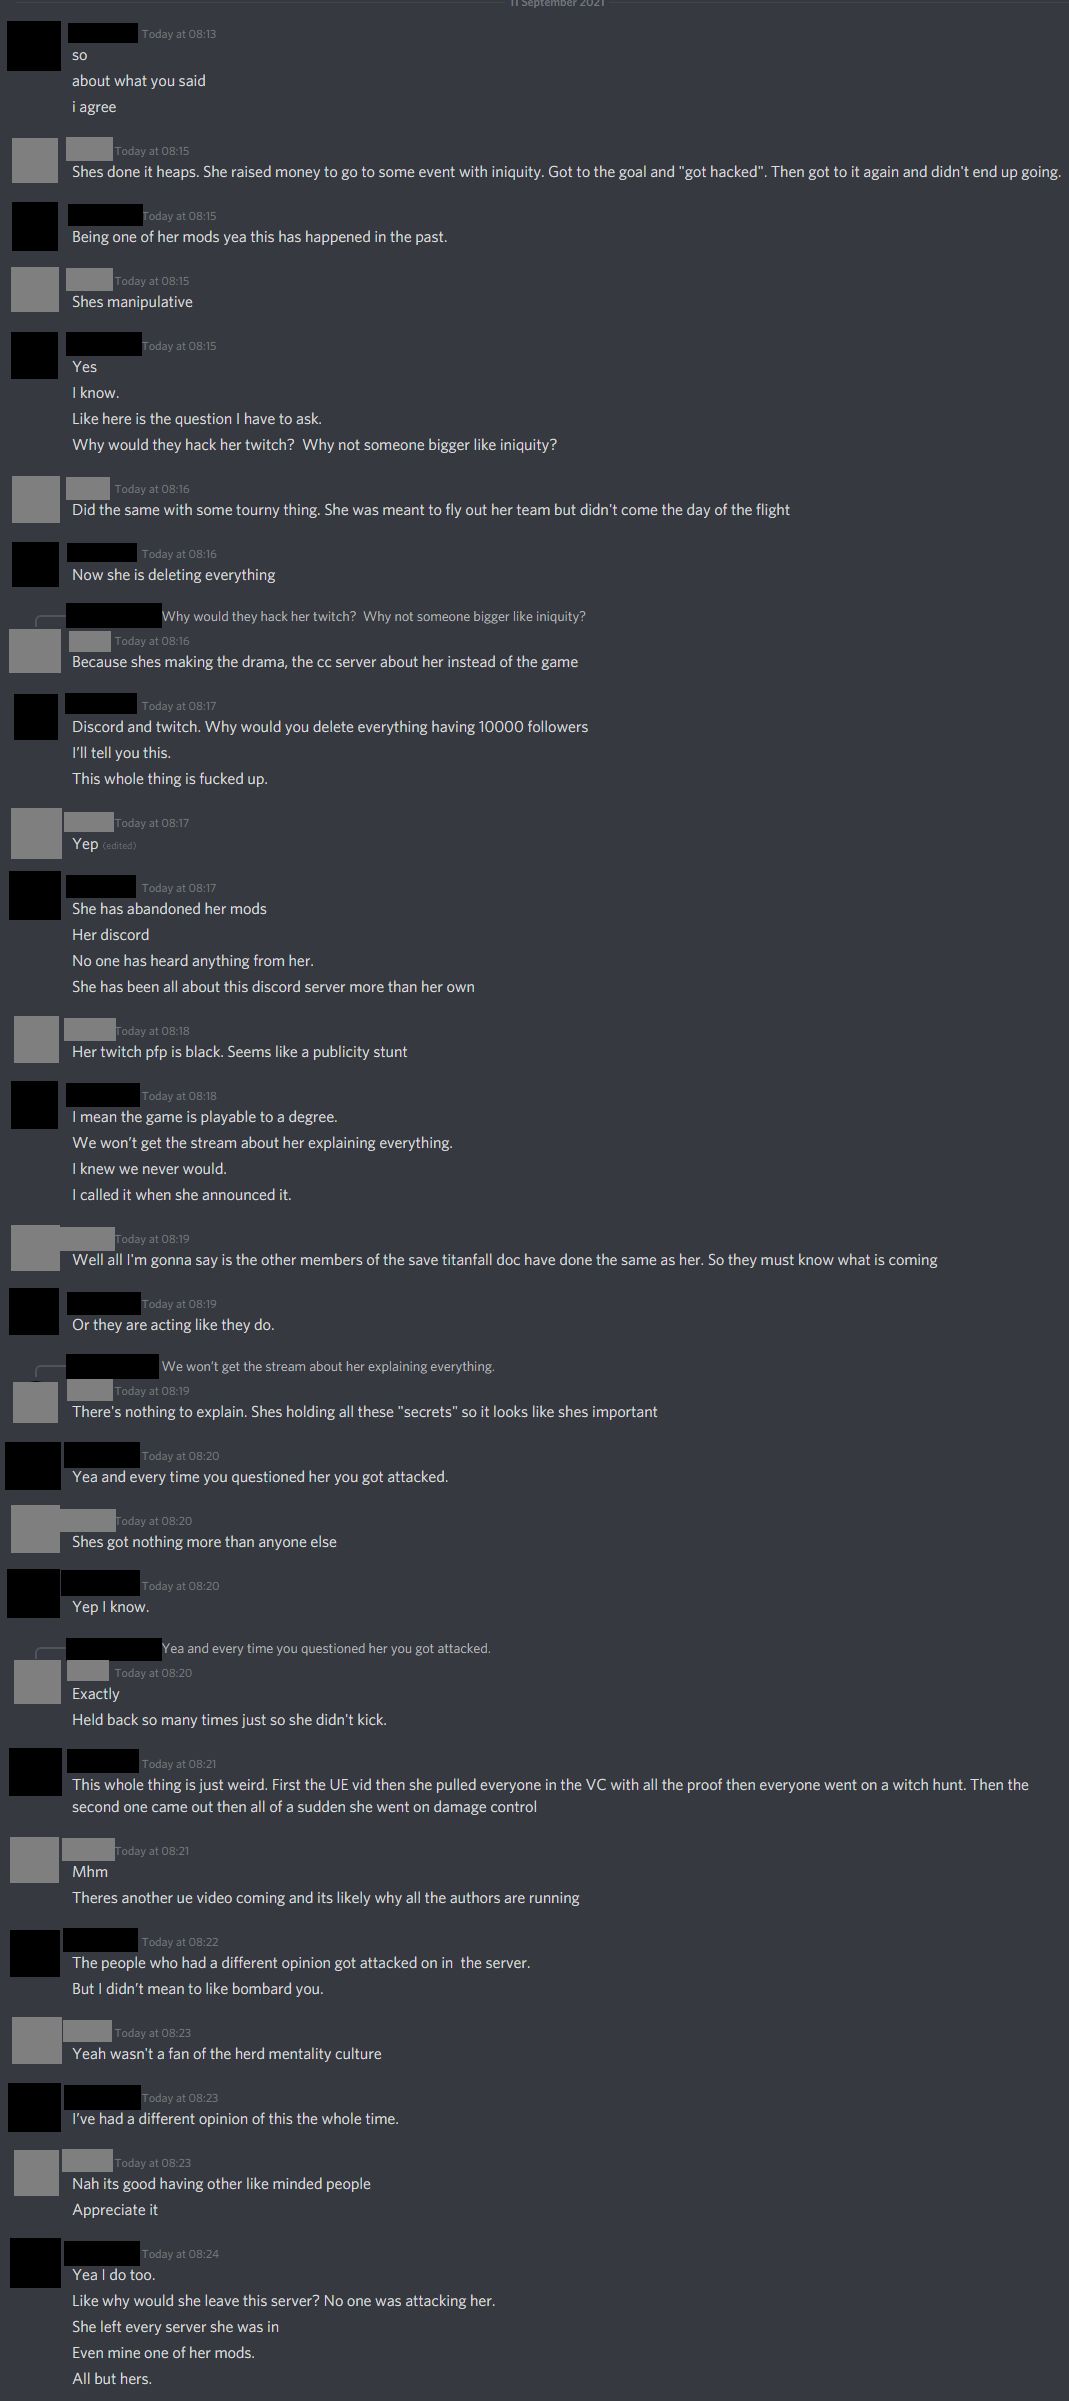 11 September 2021
Today at 08:13
so
about what you said
i agree
Today at 08:15
Shes done it heaps. She raised money to go to some event with iniquity. Got to the goal and "got hacked". Then got to it again and didn't end up going.
Today at 08:15
Being one of her mods yea this has happened in the past.
Today at 08:15
Shes manipulative
Today at 08:15
Yes
I know.
Like here is the question I have to ask.
Why would they hack her twitch?  Why not someone bigger like iniquity?
Today at 08:16
Did the same with some tourny thing. She was meant to fly out her team but didn't come the day of the flight
Today at 08:16
Now she is deleting everything
Why would they hack her twitch?  Why not someone bigger like iniquity?
Today at 08:16
Because shes making the drama, the cc server about her instead of the game
Today at 08:17
Discord and twitch. Why would you delete everything having 10000 followers
I'll tell you this.
This whole thing is fucked up.
Today at 08:17
Yep (edited)
Today at 08:17
She has abandoned her mods
Her discord
No one has heard anything from her.
She has been all about this discord server more than her own
Today at 08:18
Her twitch pfp is black. Seems like a publicity stunt
Today at 08:18
I mean the game is playable to a degree.
We won't get the stream about her explaining everything.
I knew we never would.
I called it when she announced it.
Today at 08:19
Well all I'm gonna say is the other members of the save titanfall doc have done the same as her. So they must know what is coming
Today at 08:19
Or they are acting like they do.
We won't get the stream about her explaining everything.
Today at 08:19
There's nothing to explain. Shes holding all these "secrets" so it looks like shes important
Today at 08:20
Yea and every time you questioned her you got attacked.
Today at 08:20
Shes got nothing more than anyone else
Today at 08:20
Yep I know.
Yea and every time you questioned her you got attacked.
Today at 08:20
Exactly
Held back so many times just so she didn't kick.
Today at 08:21
This whole thing is just weird. First the UE vid then she pulled everyone in the VC with all the proof then everyone went on a witch hunt. Then the
second one came out then all of a sudden she went on damage control
Today at 08:21
Mhm
Theres another ue video coming and its likely why all the authors are running
Today at 08:22
The people who had a different opinion got attacked on in  the server.
But I didn't mean to like bombard you.
Today at 08:23
Yeah wasn't a fan of the herd mentality culture
Today at 08:23
I've had a different opinion of this the whole time.
Today at 08:23
Nah its good having other like minded people
Appreciate it
Today at 08:24
Yea I do too.
Like why would she leave this server? No one was attacking her.
She left every server she was in
Even mine one of her mods.
All but hers.